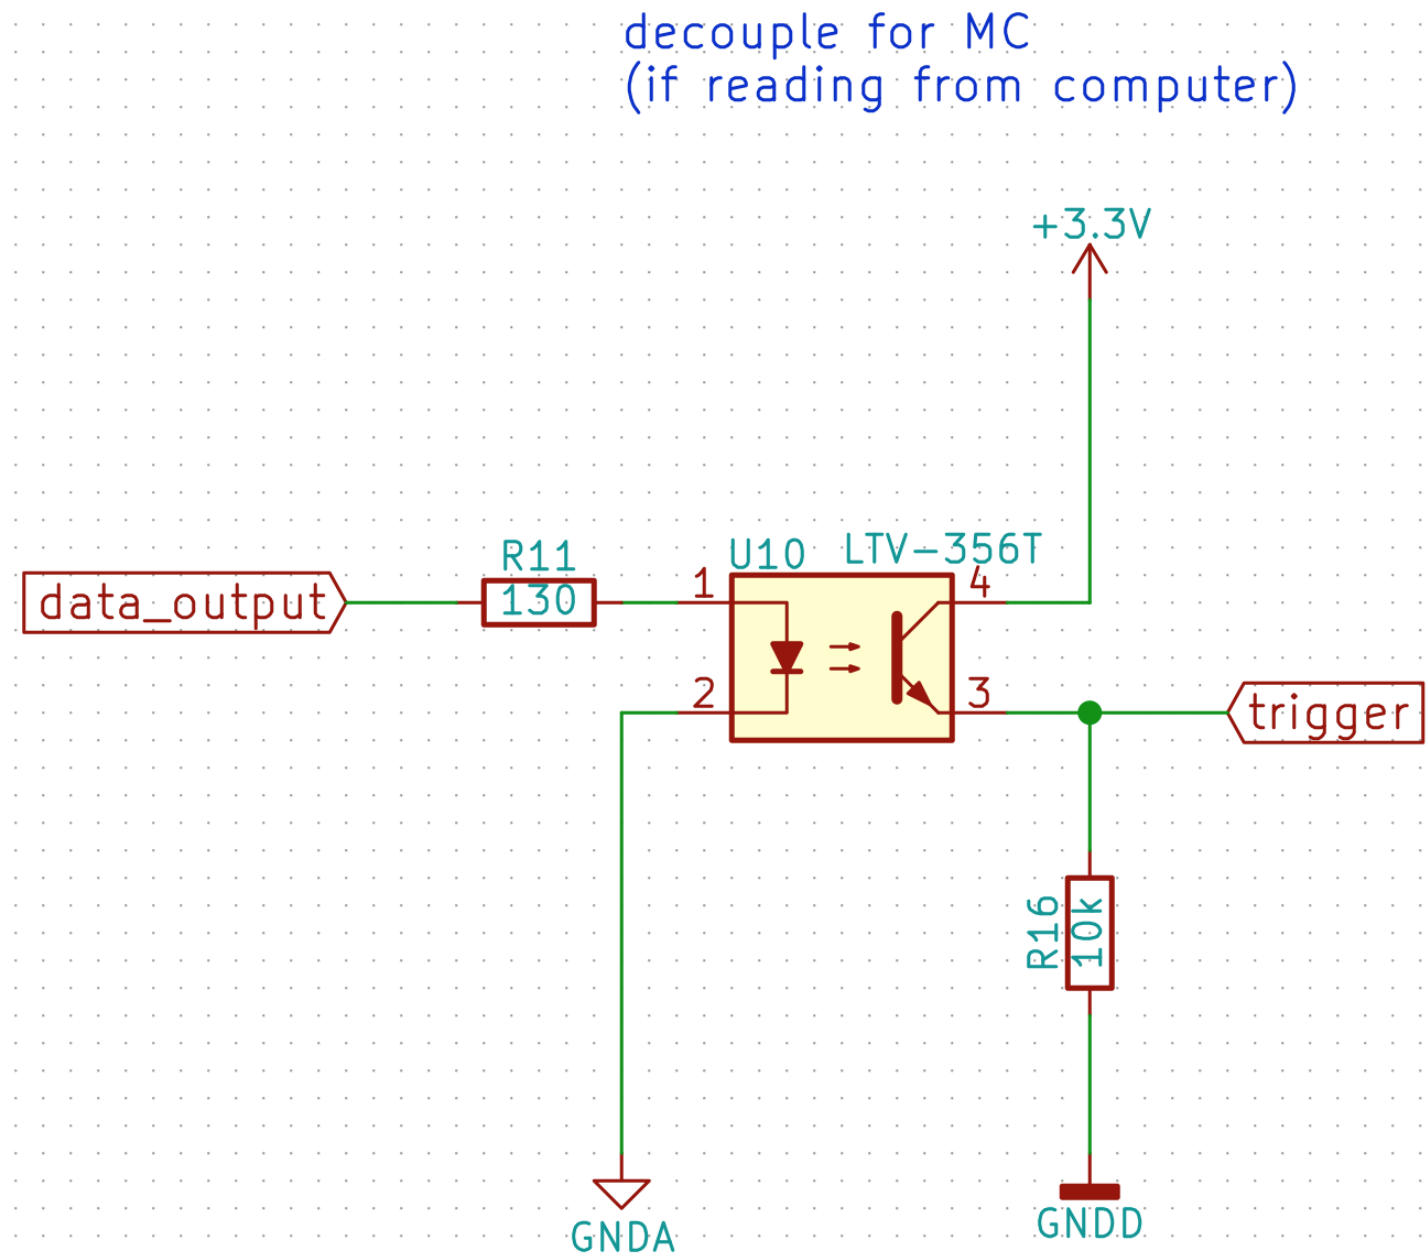 decouple for MC
(if reading from computer)
+3.3V
R11
130
U10
LTV-356T
data_output
1
2
4
3
trigger
R16
10k
GNDA
GNDD